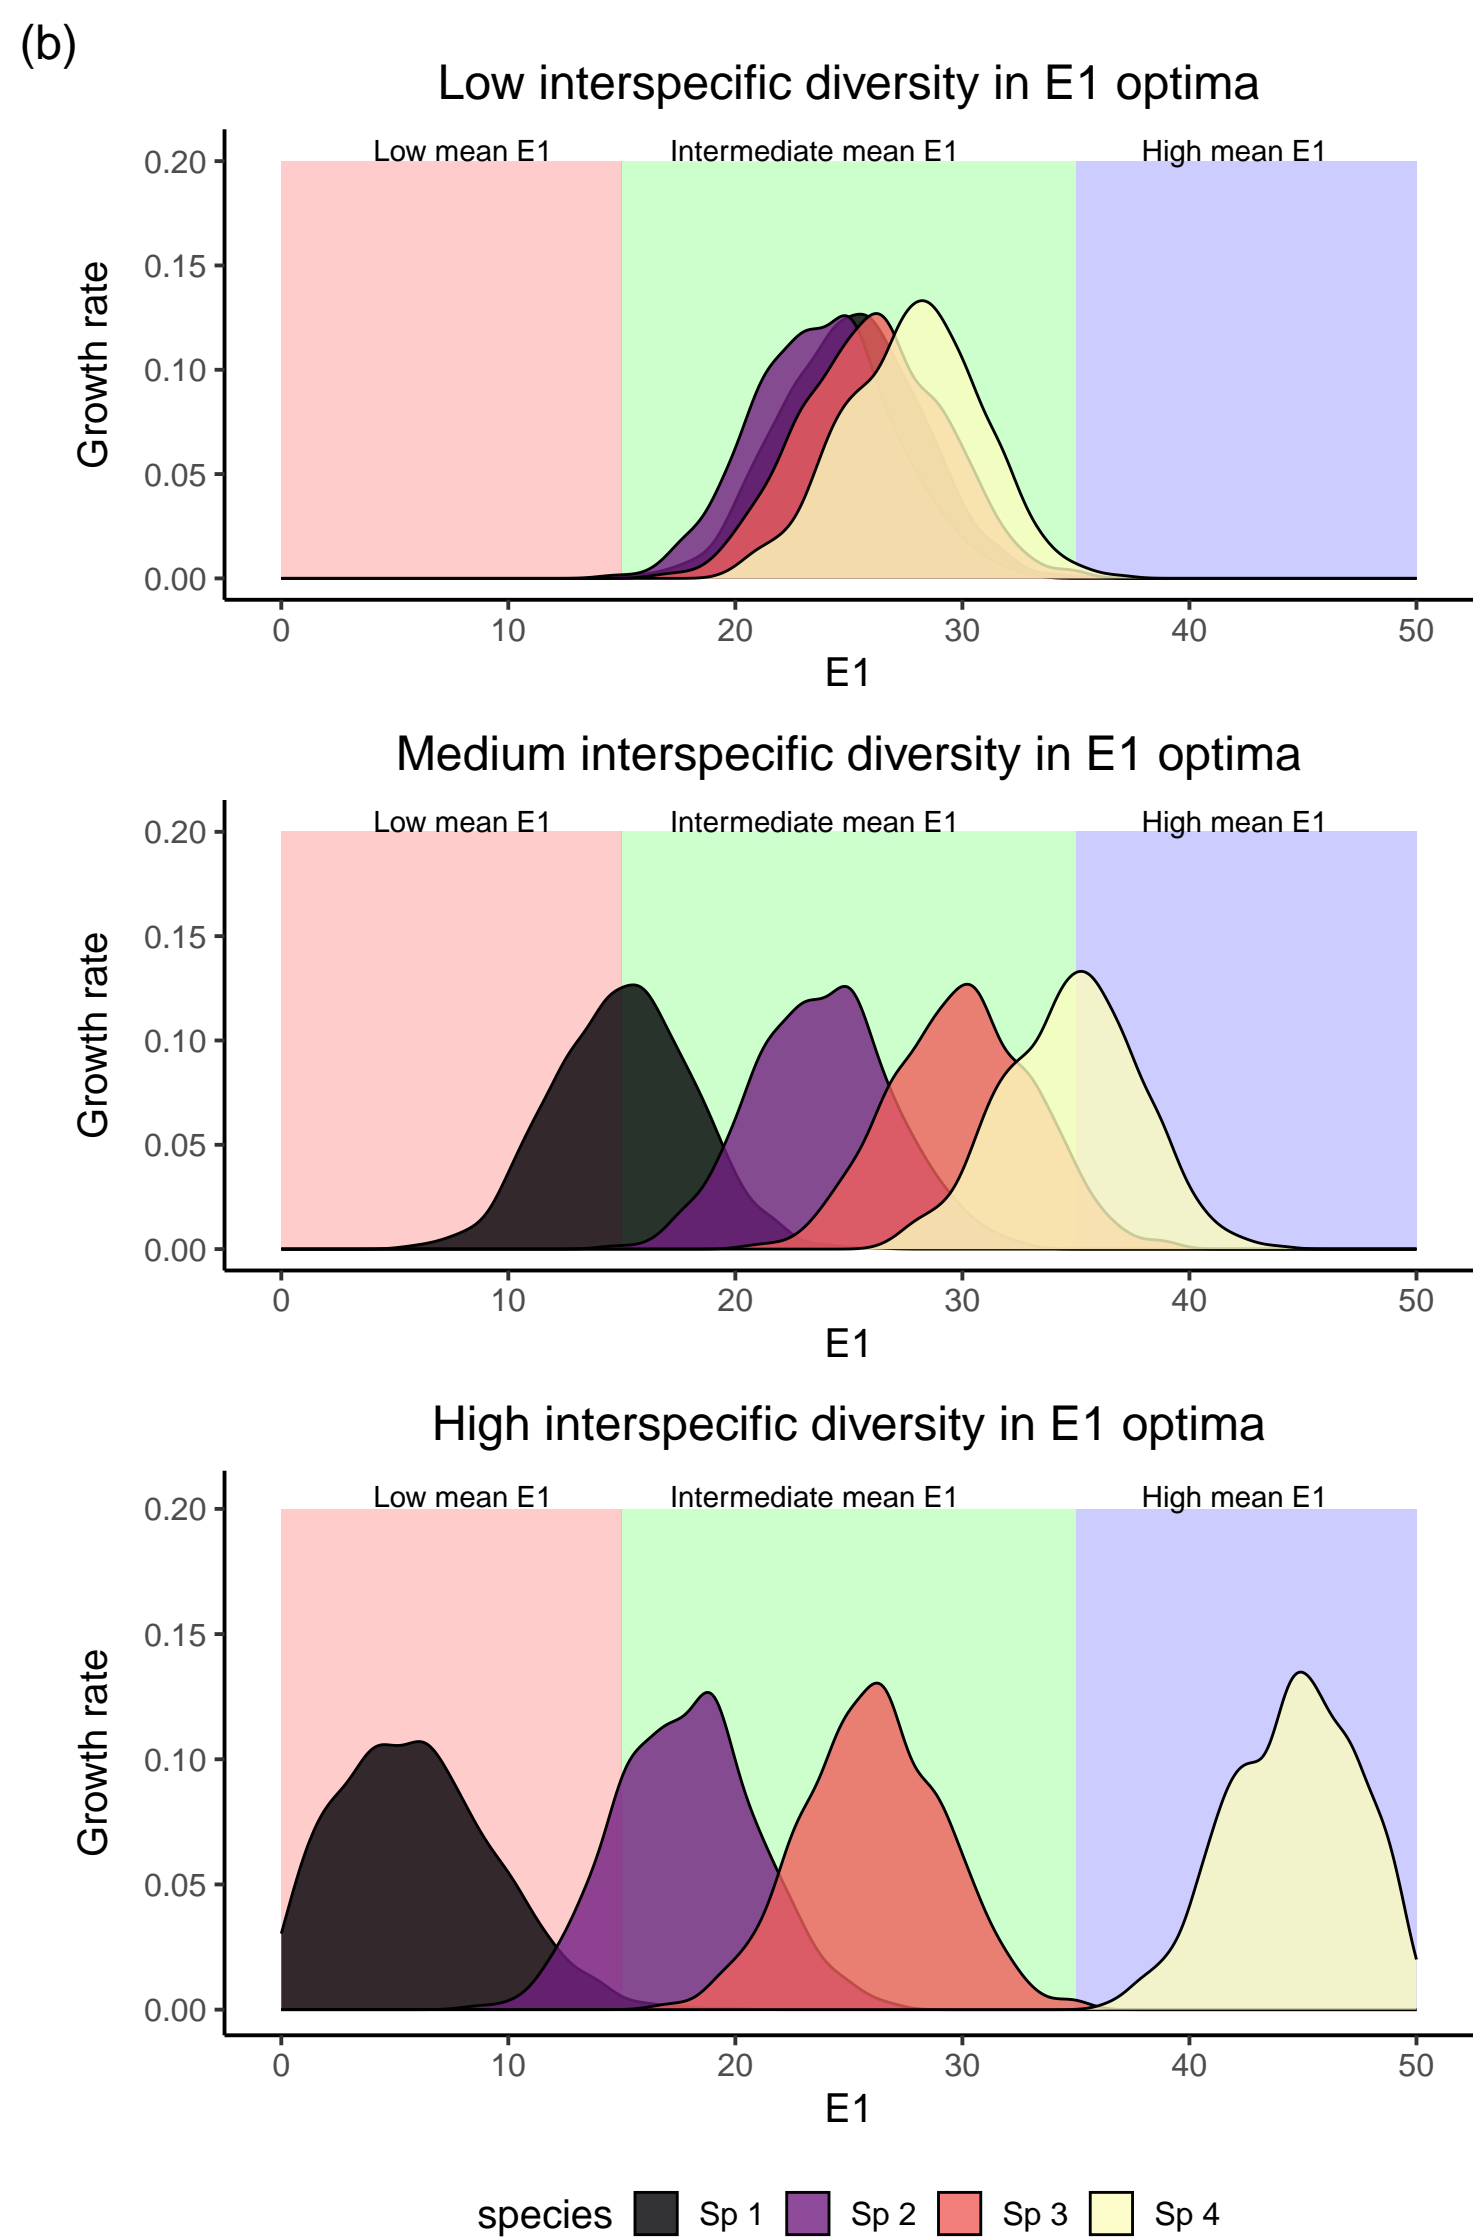 (b)
Low interspecific diversity in E1 optima
Low mean E1 Intermediate mean E1 High mean E1
0.20
0.15
0.10
0.05
0.00
Growth rate
0 10 20 30 40 50
E1
Medium interspecific diversity in E1 optima
Low mean E1 Intermediate mean E1 High mean E1
0.20
0.15
0.10
0.05
0.00
Growth rate
0 10 20 30 40 50
E1
High interspecific diversity in E1 optima
Low mean E1 Intermediate mean E1 High mean E1
0.20
0.15
0.10
0.05
0.00
Growth rate
0 10 20 30 40 50
E1
species Sp 1 Sp 2 Sp 3 Sp 4